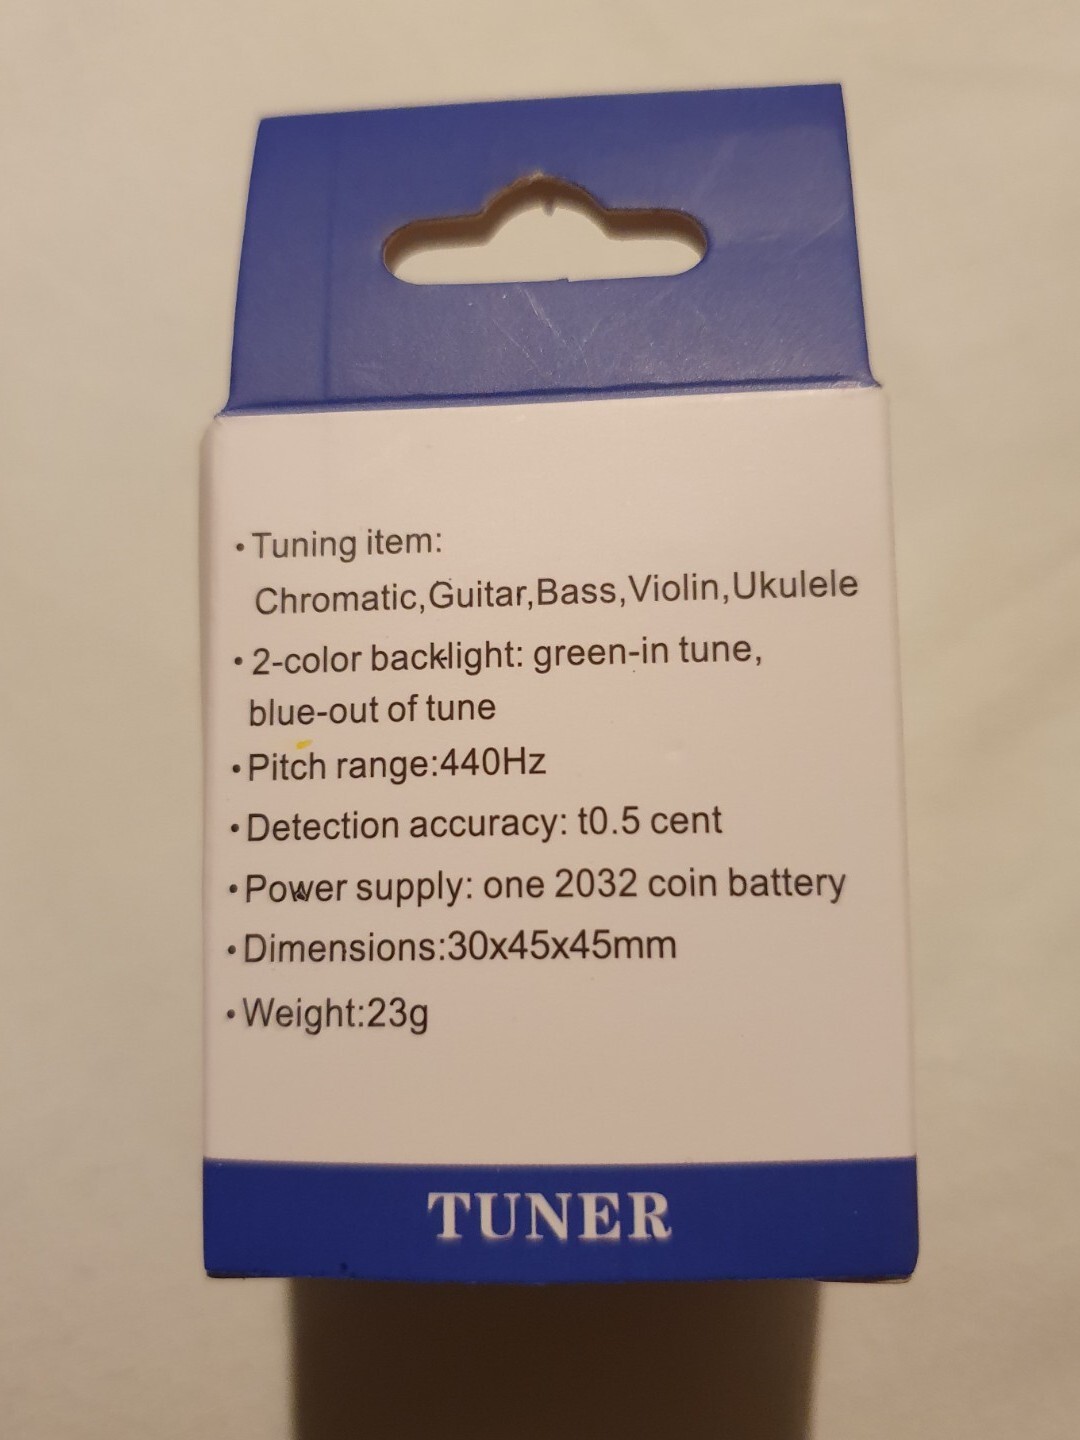 • Tuning item:
Chromatic,Guitar,Bass,Violin,Ukulele
• 2-color backlight: green-in tune,
blue-out of tune
• Pitch range:440Hz
• Detection accuracy: t0.5 cent
• Power supply: one 2032 coin battery
• Dimensions:30x45x45mm
• Weight:23g
TUNER